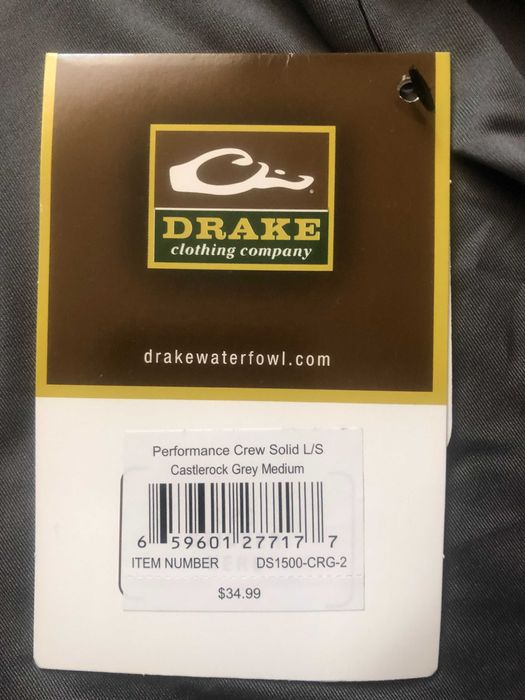 DRAKE
clothing company
drakewaterfowl.com
Performance Crew Solid L/S
Castlerock Grey Medium
6 59601 27717 7
ITEM NUMBER DS1500-CRG-2
$34.99